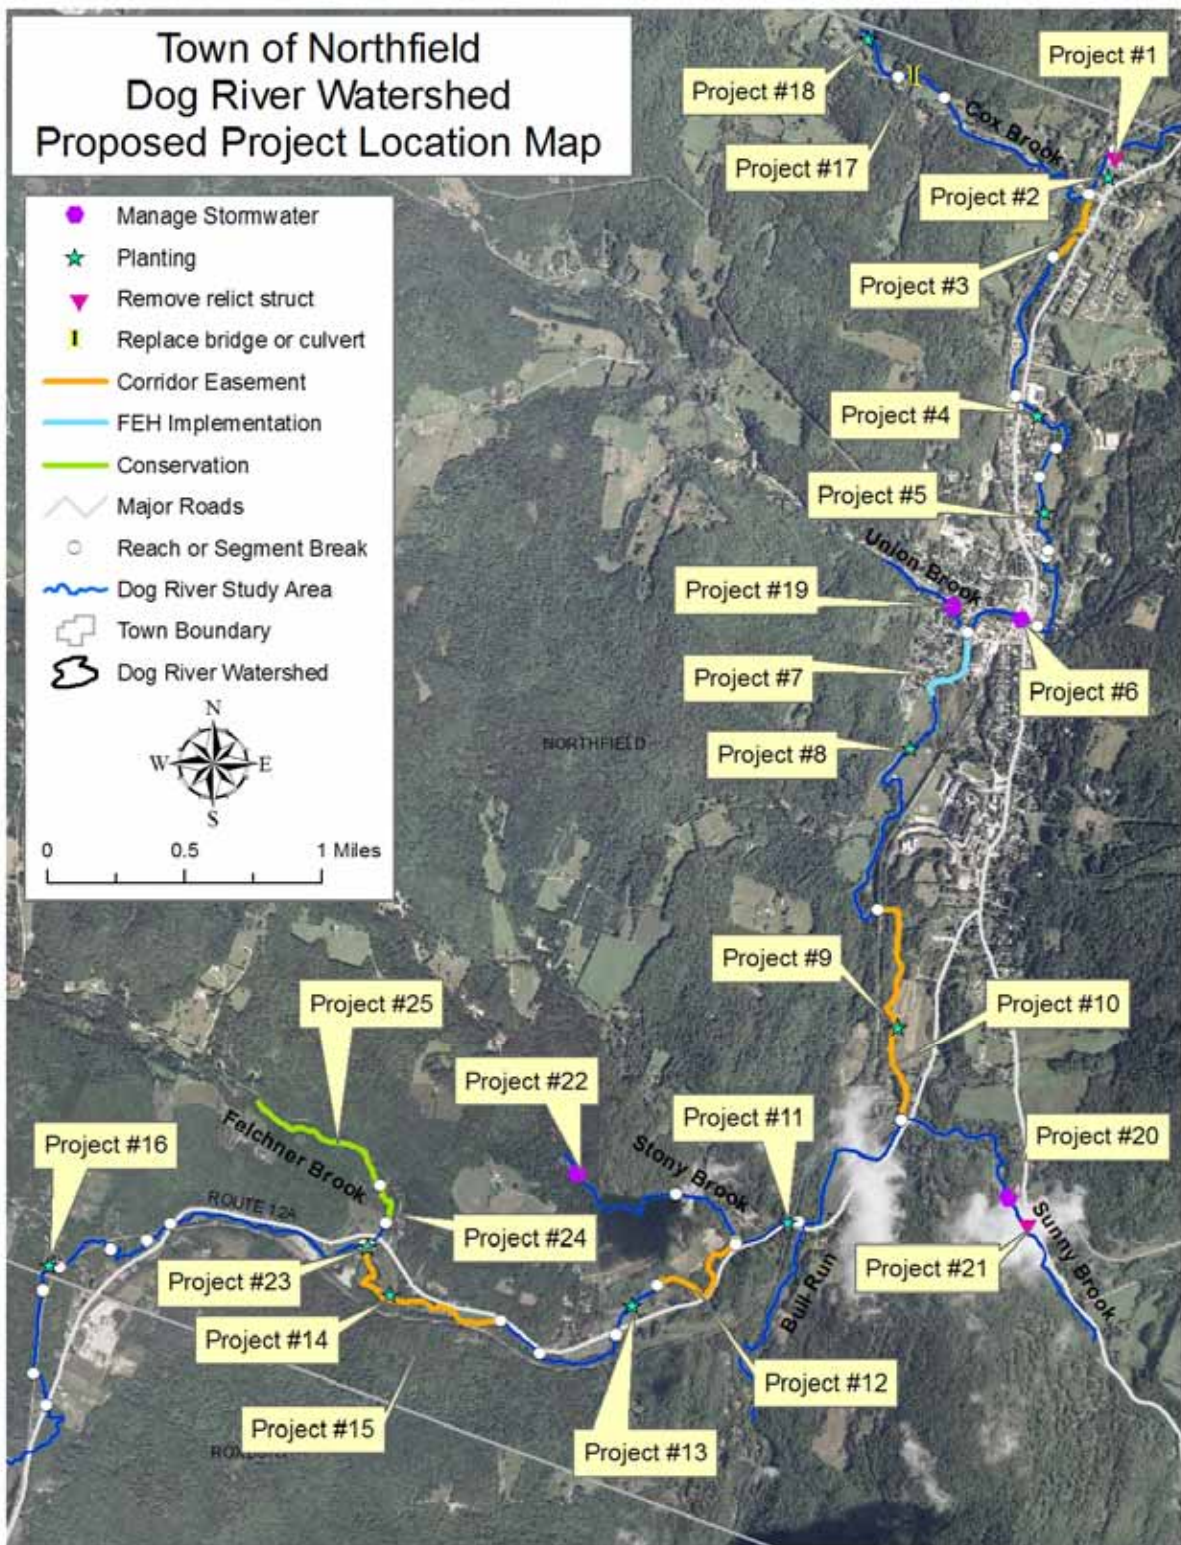 Town of Northfield
Dog River Watershed
Proposed Project Location Map
Manage Stormwater
Planting
Remove relict struct
Replace bridge or culvert
Corridor Easement
FEH Implementation
Conservation
Major Roads
Reach or Segment Break
Dog River Study Area
Town Boundary
Dog River Watershed
N
W
E
S
0 0.5 1 Miles
Project #1
Project #18
Cox Brook
Project #17
Project #2
Project #3
Project #4
Project #5
Union Brook
Project #19
Project #7
Project #6
NORTHFIELD
Project #8
Project #9
Project #10
Project #25
Project #22
Project #11
Project #20
Project #16
Felchner Brook
Stony Brook
ROUTE 12A
Project #24
Sunny Brook
Project #23
Project #21
Bull Run
Project #14
Project #12
Project #15
Project #13